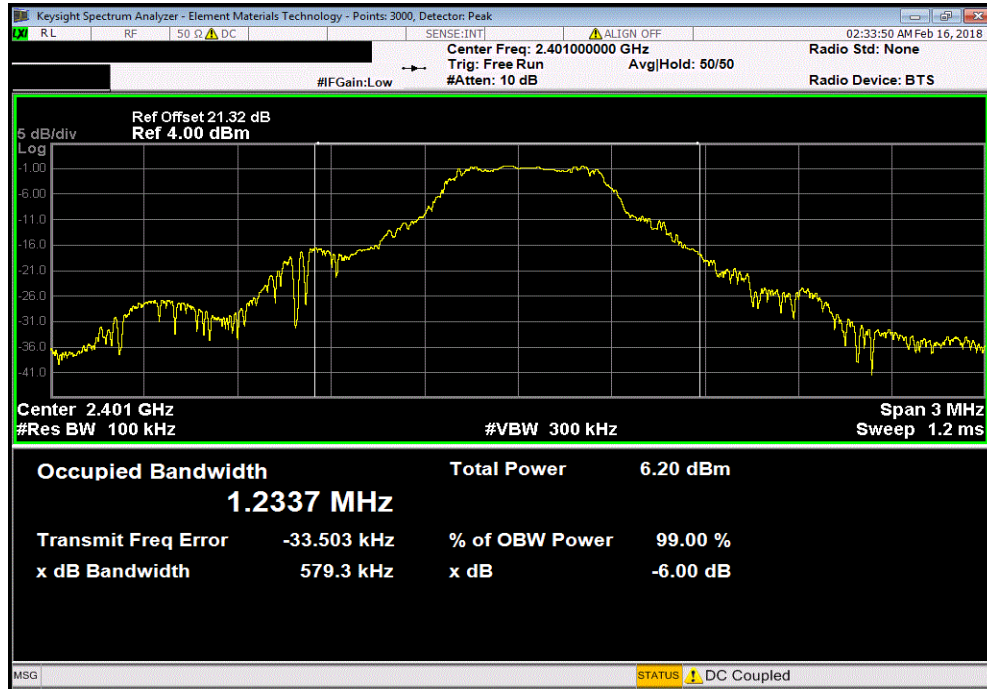 Keysight Spectrum Analyzer - Element Materials Technology - Points: 3000, Detector: Peak
LXI RL RF 50 Ω DC SENSE:INT ALIGN OFF 02:33:50 AM Feb 16, 2018
Center Freq: 2.401000000 GHz Radio Std: None
Trig: Free Run Avg|Hold: 50/50
#IFGain:Low #Atten: 10 dB Radio Device: BTS
Ref Offset 21.32 dB
5 dB/div Ref 4.00 dBm
Log
-1.00
-6.00
-11.0
-16.0
-21.0
-26.0
-31.0
-36.0
-41.0
Center 2.401 GHz Span 3 MHz
#Res BW 100 kHz #VBW 300 kHz Sweep 1.2 ms
Occupied Bandwidth Total Power 6.20 dBm
1.2337 MHz
Transmit Freq Error -33.503 kHz % of OBW Power 99.00 %
x dB Bandwidth 579.3 kHz x dB -6.00 dB
MSG STATUS DC Coupled